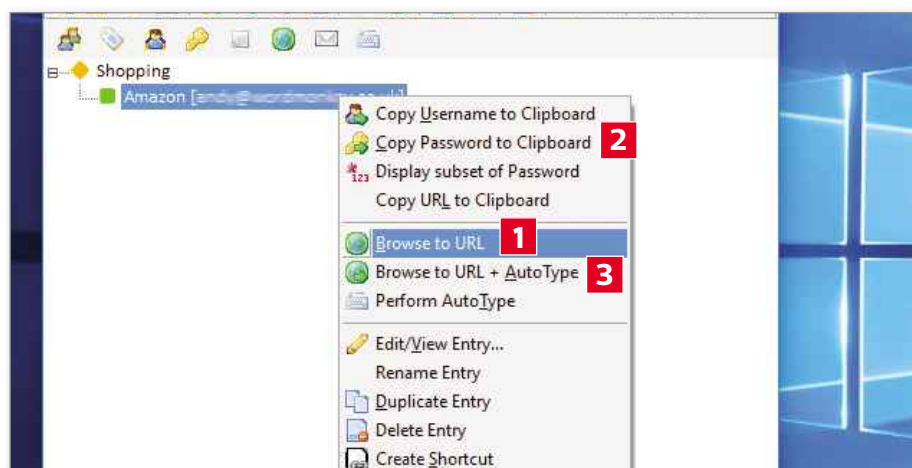 Shopping
Amazon [
Copy Username to Clipboard
Copy Password to Clipboard 2
Display subset of Password
Copy URL to Clipboard
Browse to URL 1
Browse to URL + AutoType 3
Perform AutoType
Edit/View Entry...
Rename Entry
Duplicate Entry
Delete Entry
Create Shortcut